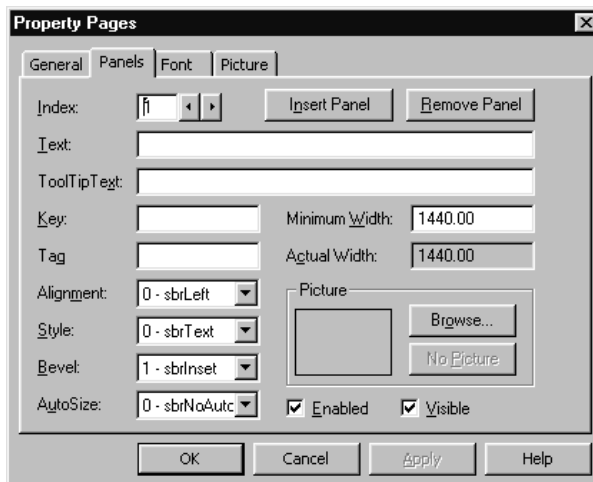 Property Pages
General Panels Font Picture
Index: 1 Insert Panel Remove Panel
Text:
ToolTipText:
Key: Minimum Width: 1440.00
Tag Actual Width: 1440.00
Alignment: 0 - sbrLeft Picture
Style: 0 - sbrText Browse...
Bevel: 1 - sbrInset No Picture
AutoSize: 0 - sbrNoAuto Enabled Visible
OK Cancel Apply Help